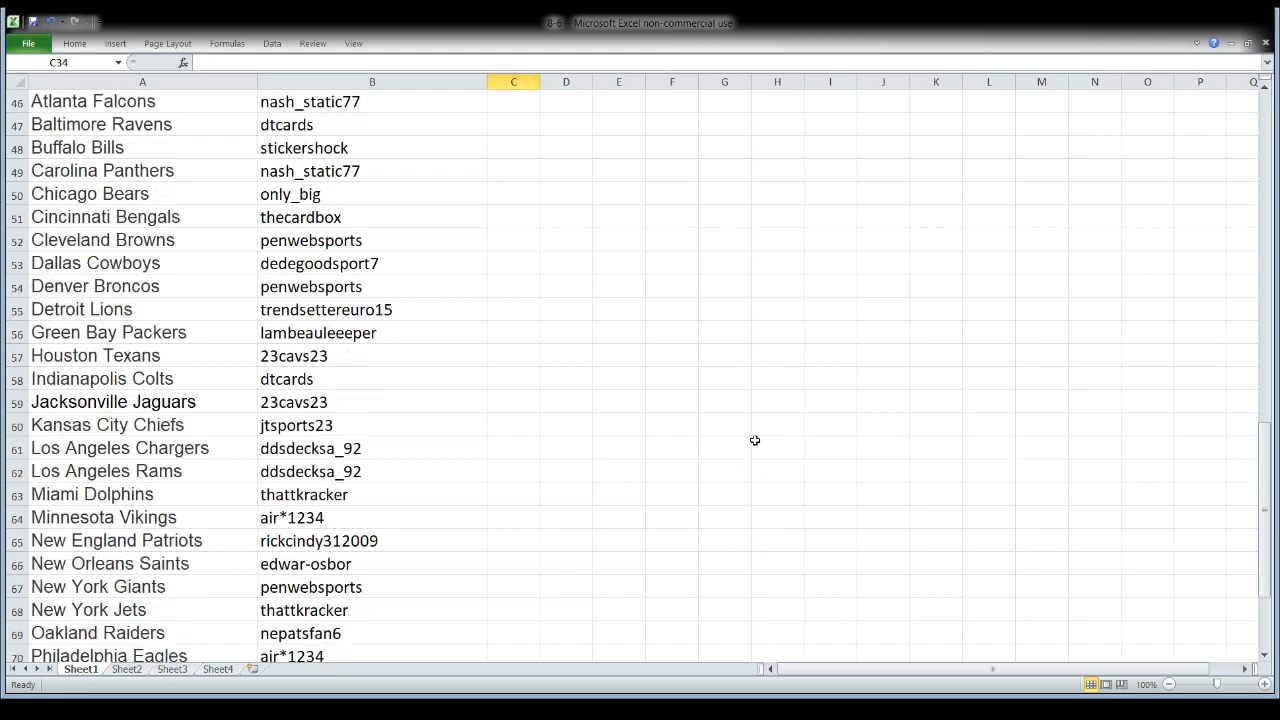 8-6 Microsoft Excel non-commercial use
File Home Insert Page Layout Formulas Data Review View
C34 fx
A B C D E F G H I J K L M N O P Q
46 Atlanta Falcons nash_static77
47 Baltimore Ravens dtcards
48 Buffalo Bills stickershock
49 Carolina Panthers nash_static77
50 Chicago Bears only_big
51 Cincinnati Bengals thecardbox
52 Cleveland Browns penwebsports
53 Dallas Cowboys dedegoodsport7
54 Denver Broncos penwebsports
55 Detroit Lions trendsettereuro15
56 Green Bay Packers lambeauleeeper
57 Houston Texans 23cavs23
58 Indianapolis Colts dtcards
59 Jacksonville Jaguars 23cavs23
60 Kansas City Chiefs jtsports23
61 Los Angeles Chargers ddsdecksa_92
62 Los Angeles Rams ddsdecksa_92
63 Miami Dolphins thattkracker
64 Minnesota Vikings air*1234
65 New England Patriots rickcindy312009
66 New Orleans Saints edwar-osbor
67 New York Giants penwebsports
68 New York Jets thattkracker
69 Oakland Raiders nepatsfan6
70 Philadelphia Eagles air*1234
Sheet1 Sheet2 Sheet3 Sheet4
Ready 100%